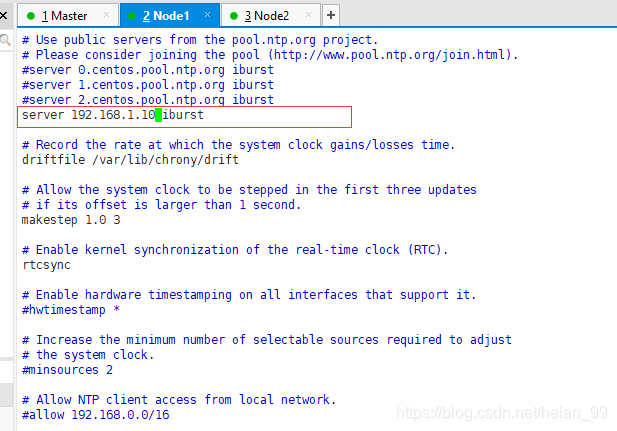 1 Master × 2 Node1 × 3 Node2 × +
# Use public servers from the pool.ntp.org project.
# Please consider joining the pool (http://www.pool.ntp.org/join.html).
#server 0.centos.pool.ntp.org iburst
#server 1.centos.pool.ntp.org iburst
#server 2.centos.pool.ntp.org iburst
server 192.168.1.10 iburst
# Record the rate at which the system clock gains/losses time.
driftfile /var/lib/chrony/drift
# Allow the system clock to be stepped in the first three updates
# if its offset is larger than 1 second.
makestep 1.0 3
# Enable kernel synchronization of the real-time clock (RTC).
rtcsync
# Enable hardware timestamping on all interfaces that support it.
#hwtimestamp *
# Increase the minimum number of selectable sources required to adjust
# the system clock.
#minsources 2
# Allow NTP client access from local network.
#allow 192.168.0.0/16
https://blog.csdn.net/heian_99